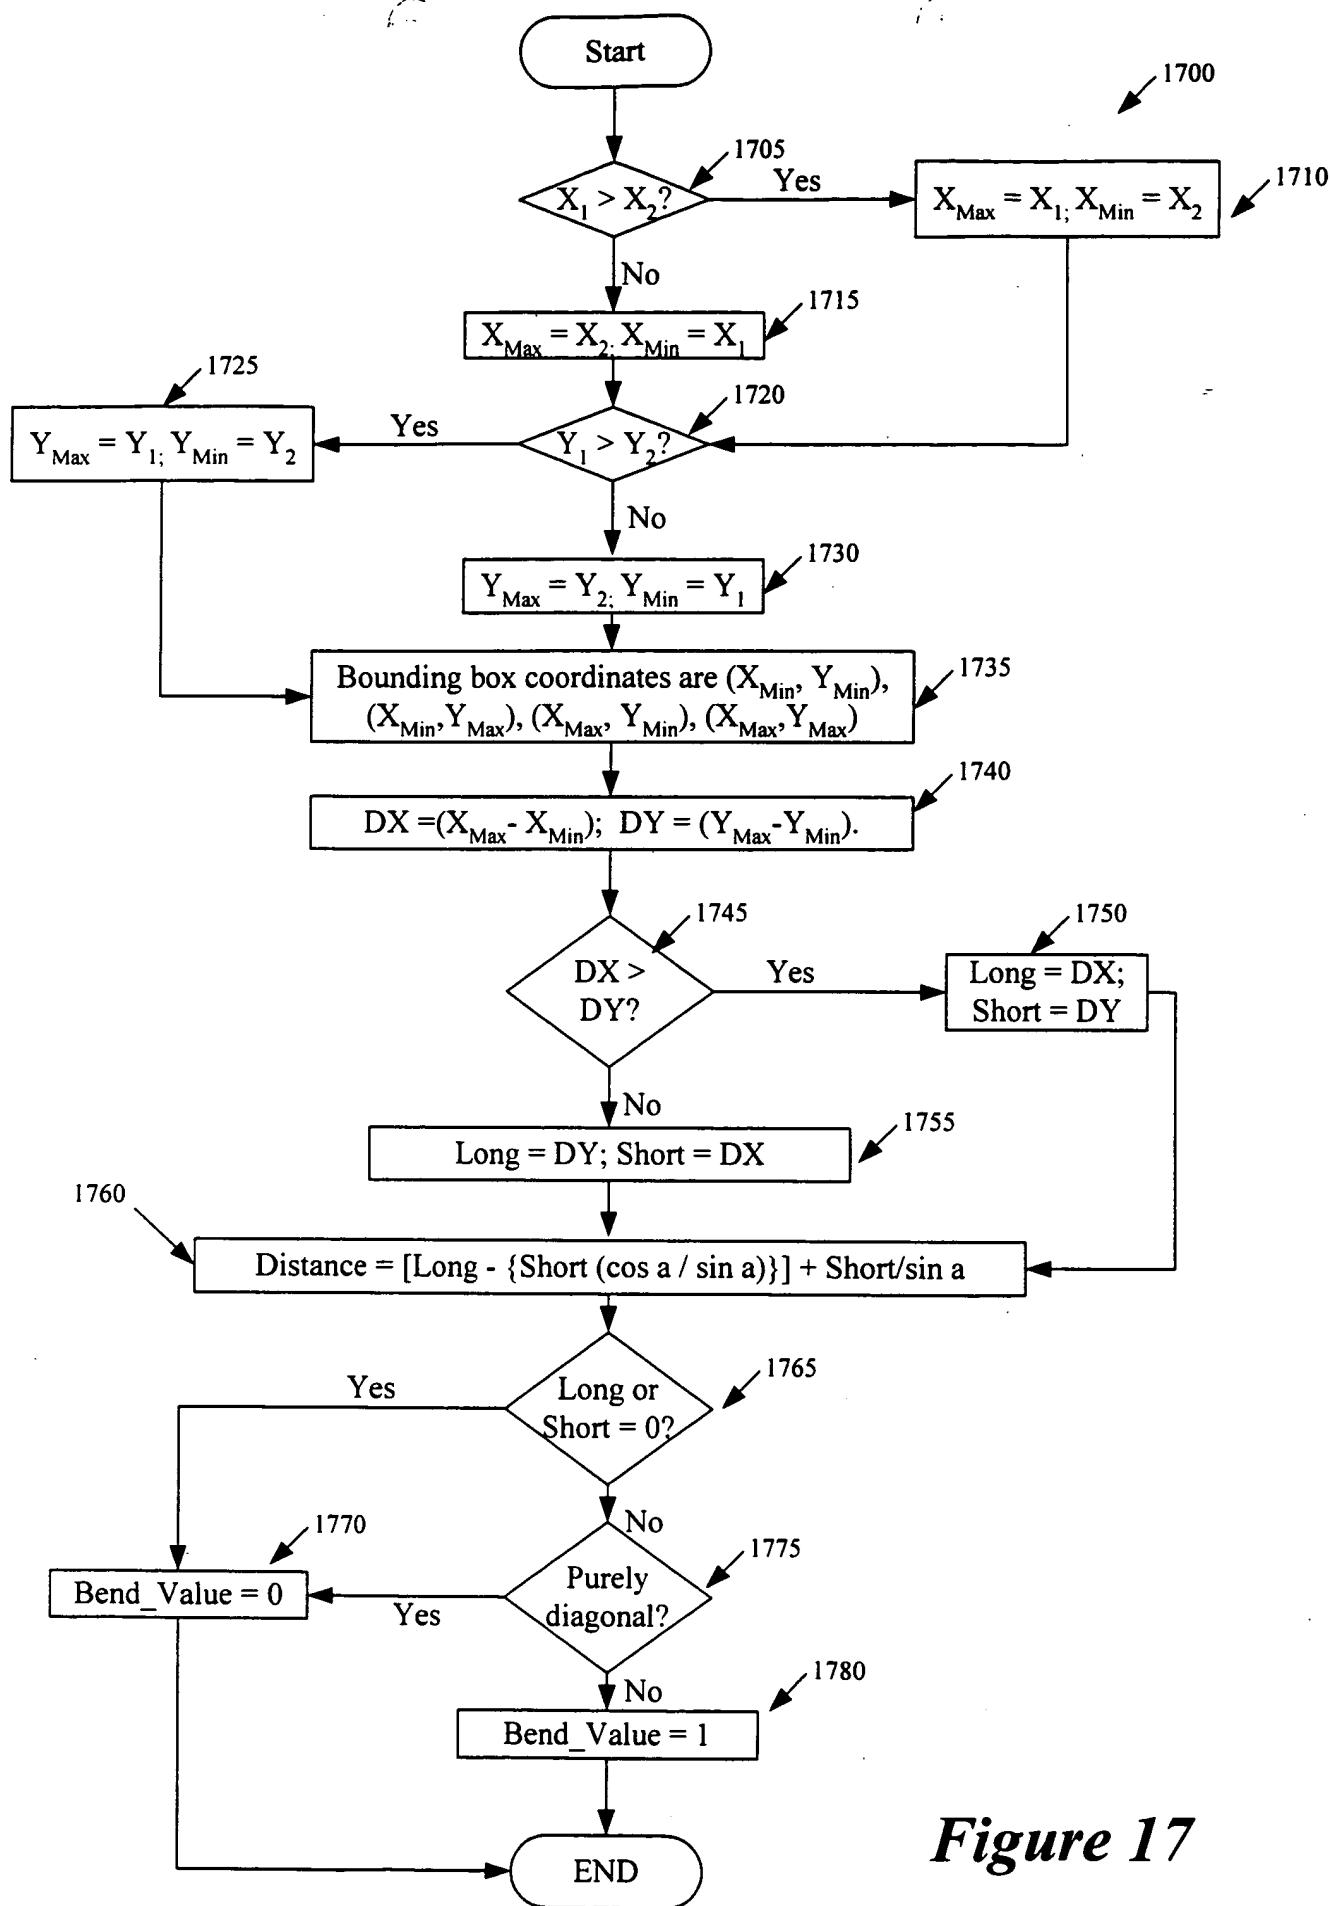 Start
1700
1705
X1 > X2?
Yes
XMax = X1; XMin = X2
1710
No
1715
XMax = X2; XMin = X1
1725
1720
YMax = Y1; YMin = Y2
Yes
Y1 > Y2?
No
1730
YMax = Y2; YMin = Y1
1735
Bounding box coordinates are (XMin, YMin),
(XMin,YMax), (XMax, YMin), (XMax,YMax)
1740
DX =(XMax- XMin); DY = (YMax-YMin).
1745
1750
DX >
DY?
Yes
Long = DX;
Short = DY
No
1755
Long = DY; Short = DX
1760
Distance = [Long - {Short (cos a / sin a)}] + Short/sin a
1765
Yes
Long or
Short = 0?
No
1770
1775
Bend_Value = 0
Yes
Purely
diagonal?
No
1780
Bend_Value = 1
END
Figure 17